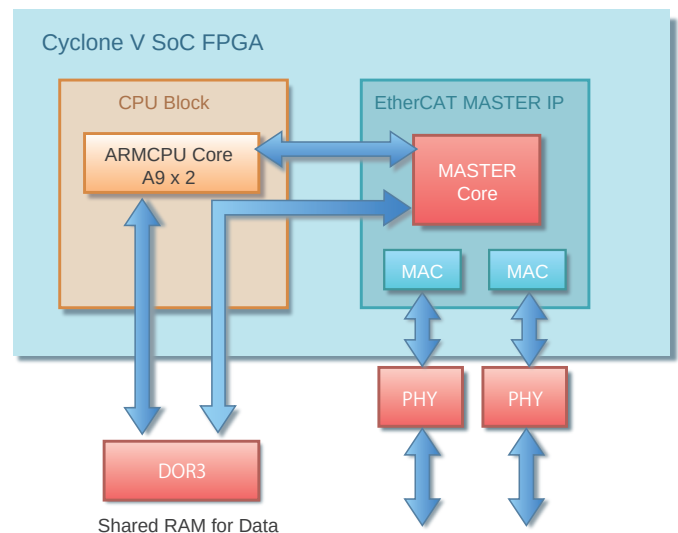 Cyclone V SoC FPGA
CPU Block
EtherCAT MASTER IP
ARMCPU Core
A9 x 2
MASTER
Core
MAC
MAC
PHY
PHY
DOR3
Shared RAM for Data